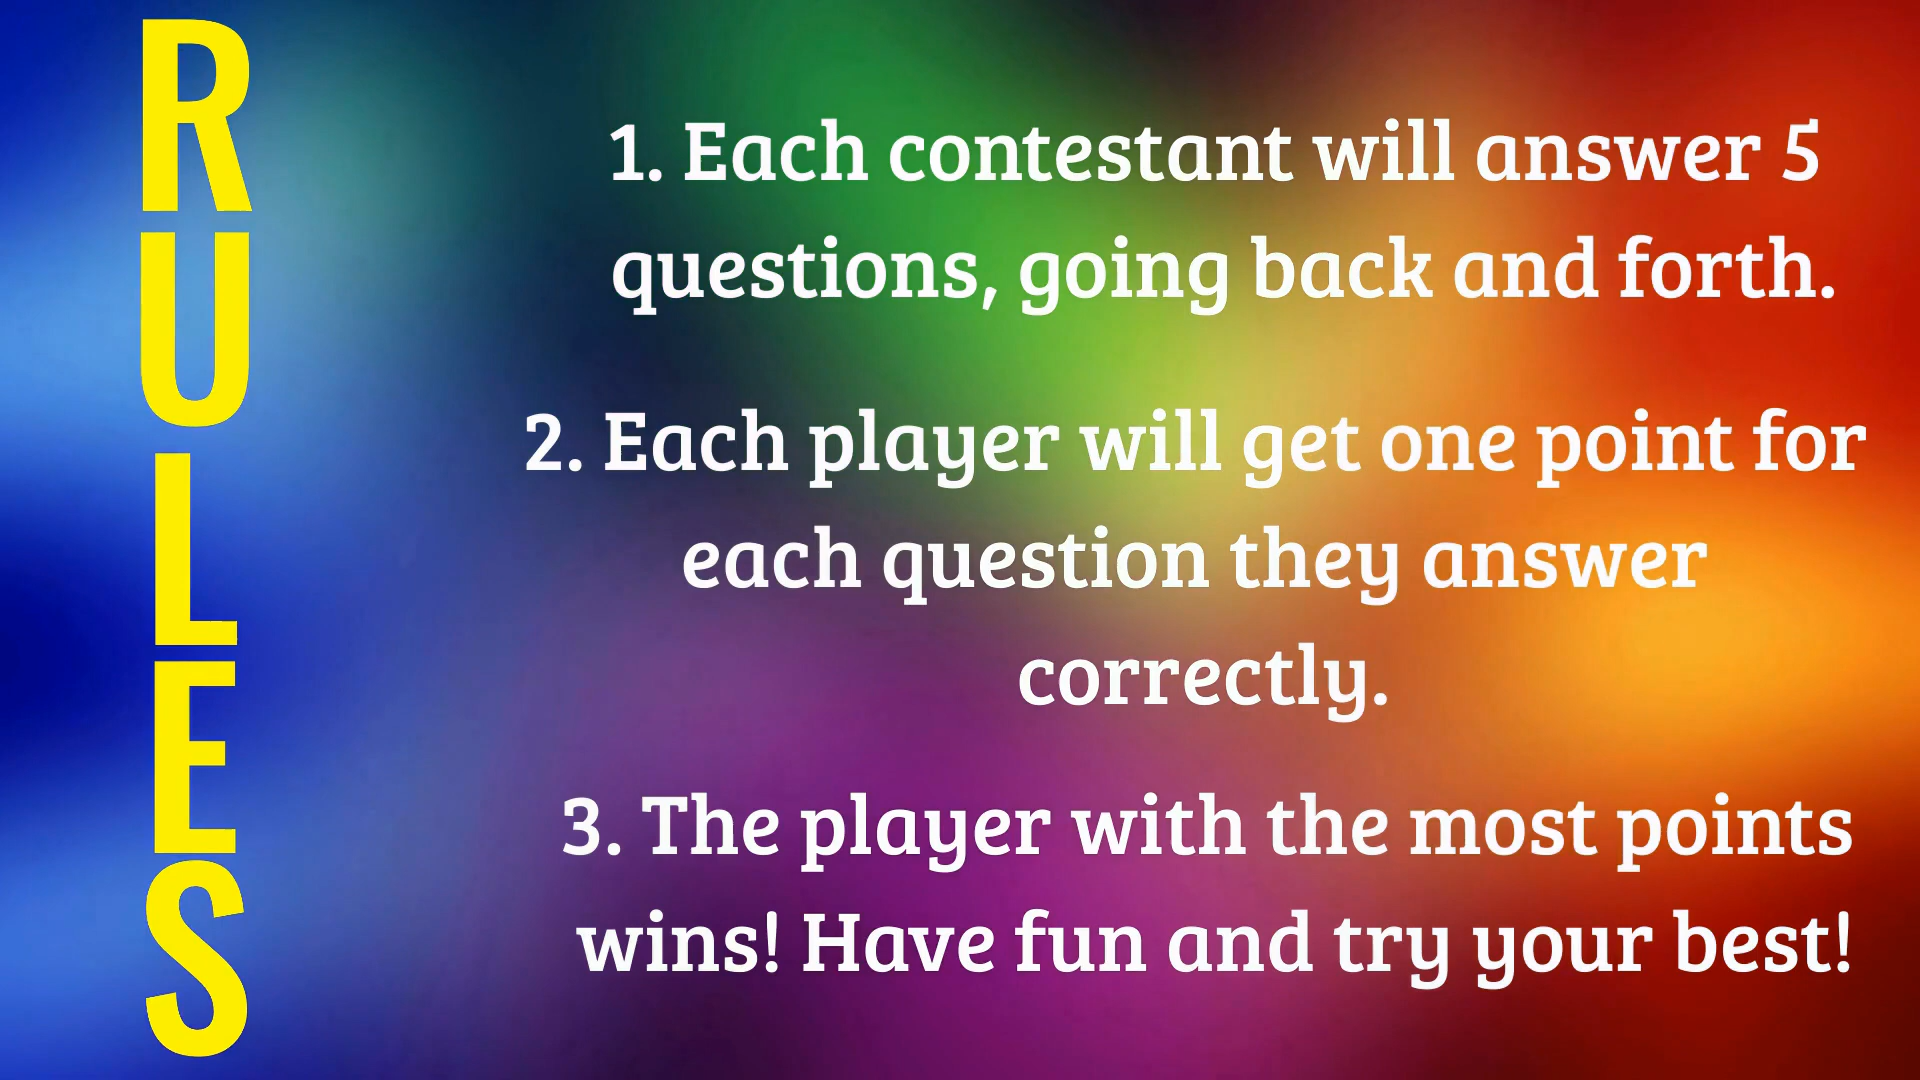 RULES
1. Each contestant will answer 5
questions, going back and forth.
2. Each player will get one point for
each question they answer
correctly.
3. The player with the most points
wins! Have fun and try your best!